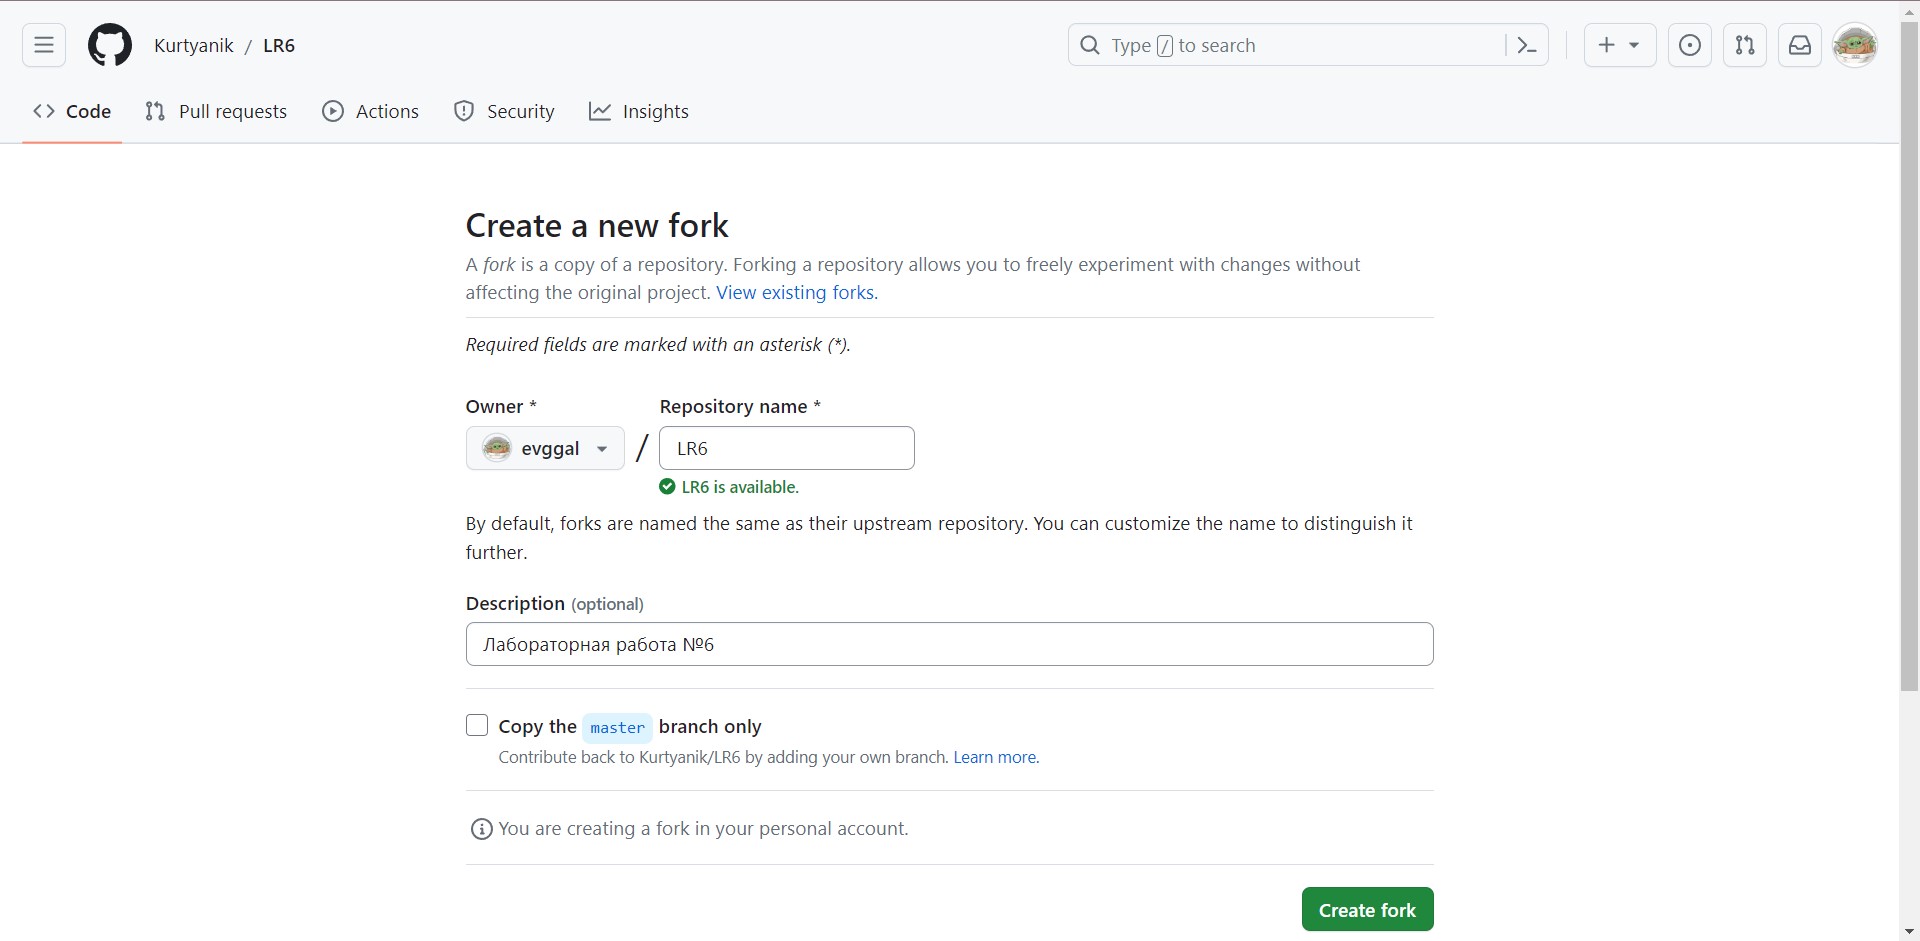 Kurtyanik / LR6
Type / to search
Code
Pull requests
Actions
Security
Insights
Create a new fork
A fork is a copy of a repository. Forking a repository allows you to freely experiment with changes without
affecting the original project. View existing forks.
Required fields are marked with an asterisk (*).
Owner *
Repository name *
evggal / LR6
LR6 is available.
By default, forks are named the same as their upstream repository. You can customize the name to distinguish it
further.
Description (optional)
Лабораторная работа №6
Copy the master branch only
Contribute back to Kurtyanik/LR6 by adding your own branch. Learn more.
You are creating a fork in your personal account.
Create fork